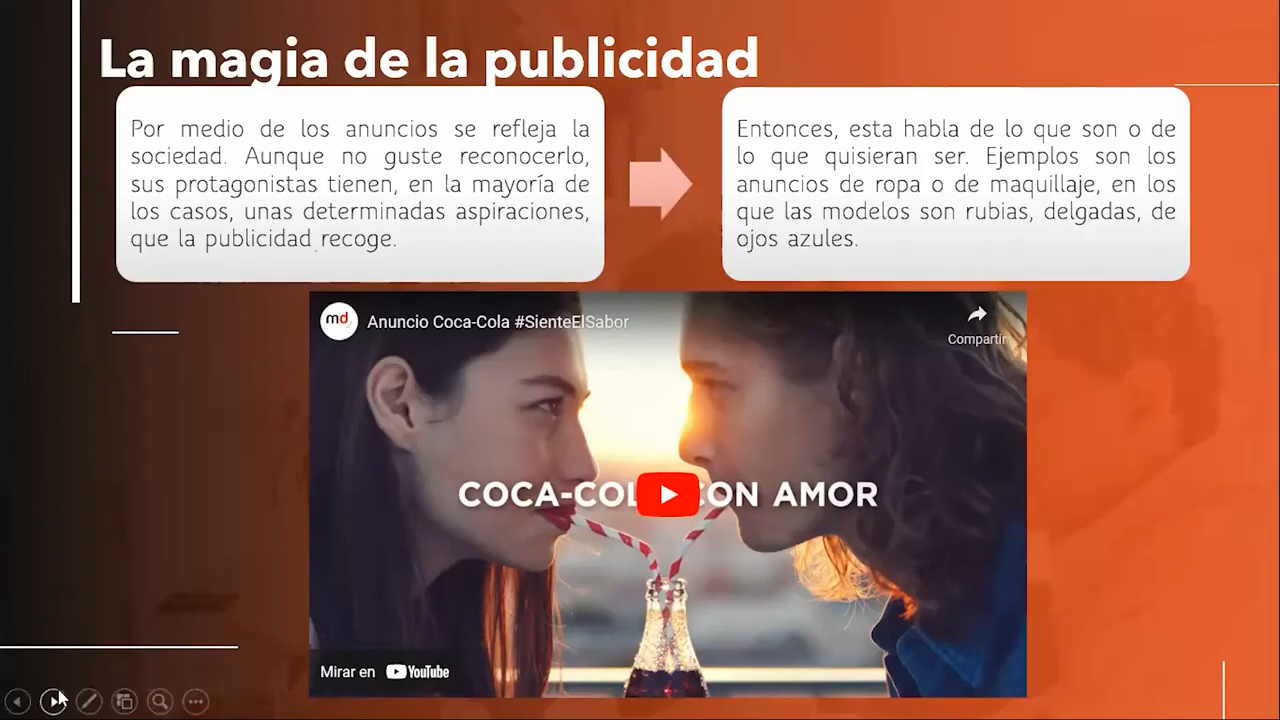 La magia de la publicidad
Por medio de los anuncios se refleja la
sociedad. Aunque no guste reconocerlo,
sus protagonistas tienen, en la mayoría de
los casos, unas determinadas aspiraciones,
que la publicidad recoge.
Entonces, esta habla de lo que son o de
lo que quisieran ser. Ejemplos son los
anuncios de ropa o de maquillaje, en los
que las modelos son rubias, delgadas, de
ojos azules.
md
Anuncio Coca-Cola #SienteElSabor
Compartir
COCA-COL CON AMOR
Mirar en YouTube